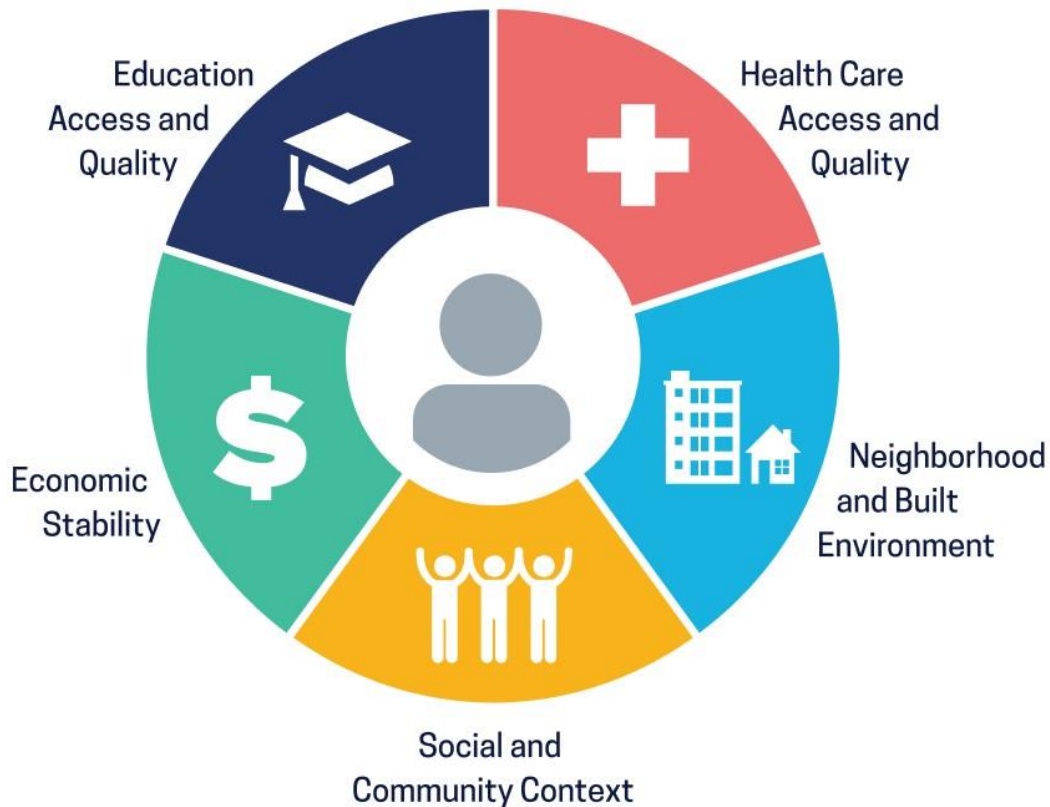 Education
Access and
Quality
Health Care
Access and
Quality
Economic
Stability
Neighborhood
and Built
Environment
Social and
Community Context